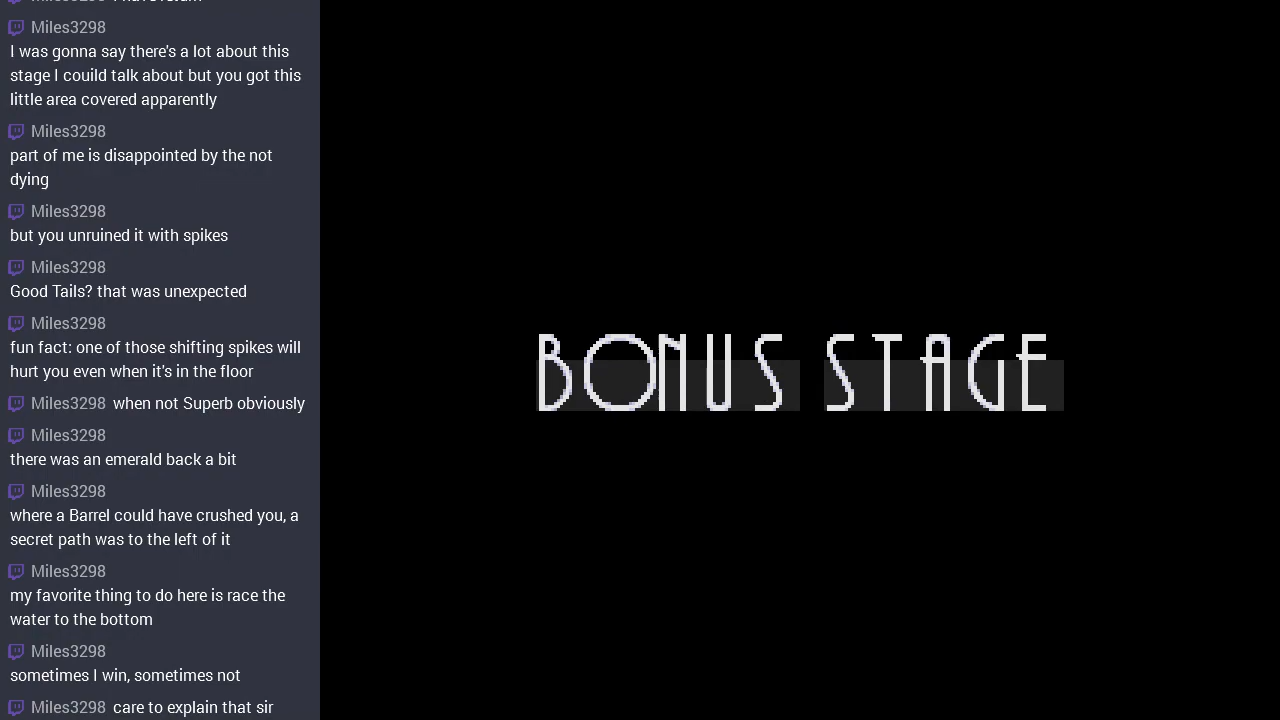 Miles3298
I was gonna say there's a lot about this
stage I couild talk about but you got this
little area covered apparently
Miles3298
part of me is disappointed by the not
dying
Miles3298
but you unruined it with spikes
Miles3298
Good Tails? that was unexpected
Miles3298
fun fact: one of those shifting spikes will
hurt you even when it's in the floor
Miles3298 when not Superb obviously
Miles3298
there was an emerald back a bit
Miles3298
where a Barrel could have crushed you, a
secret path was to the left of it
Miles3298
my favorite thing to do here is race the
water to the bottom
Miles3298
sometimes I win, sometimes not
Miles3298 care to explain that sir
BONUS STAGE